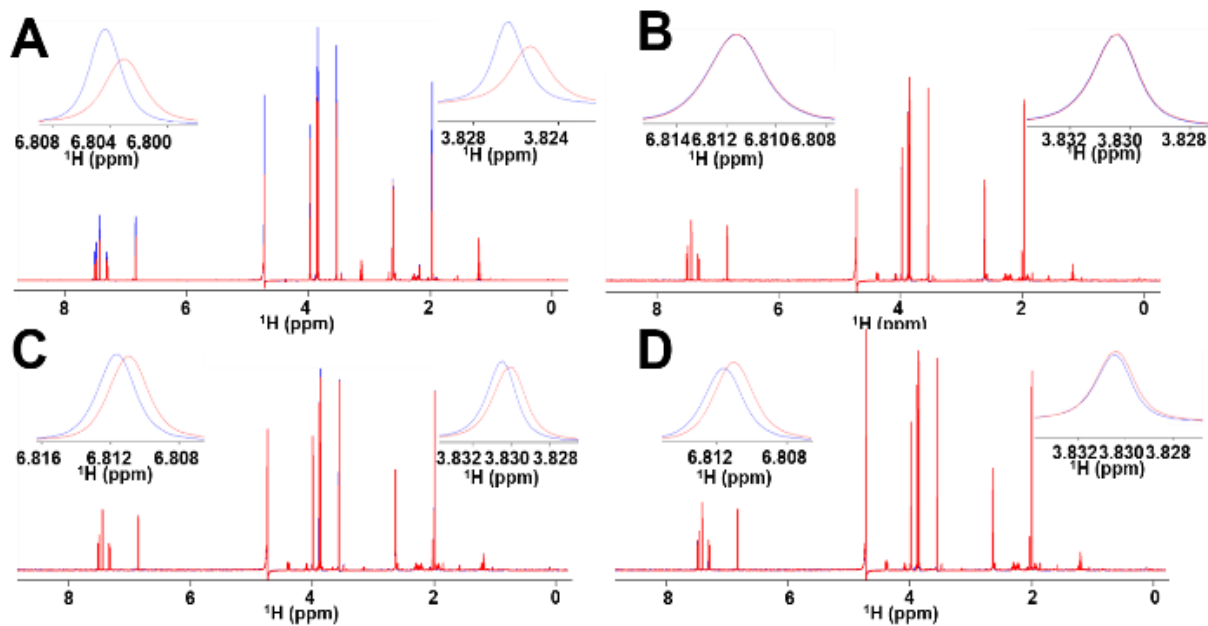 A
6.808 6.804 6.800
¹H (ppm)
3.828 3.824
¹H (ppm)
8 6 4 2 0
¹H (ppm)
B
6.814 6.812 6.810 6.808
¹H (ppm)
3.832 3.830 3.828
¹H (ppm)
8 6 4 2 0
¹H (ppm)
C
6.816 6.812 6.808
¹H (ppm)
3.832 3.830 3.828
¹H (ppm)
8 6 4 2 0
¹H (ppm)
D
6.812 6.808
¹H (ppm)
3.832 3.830 3.828
¹H (ppm)
8 6 4 2 0
¹H (ppm)